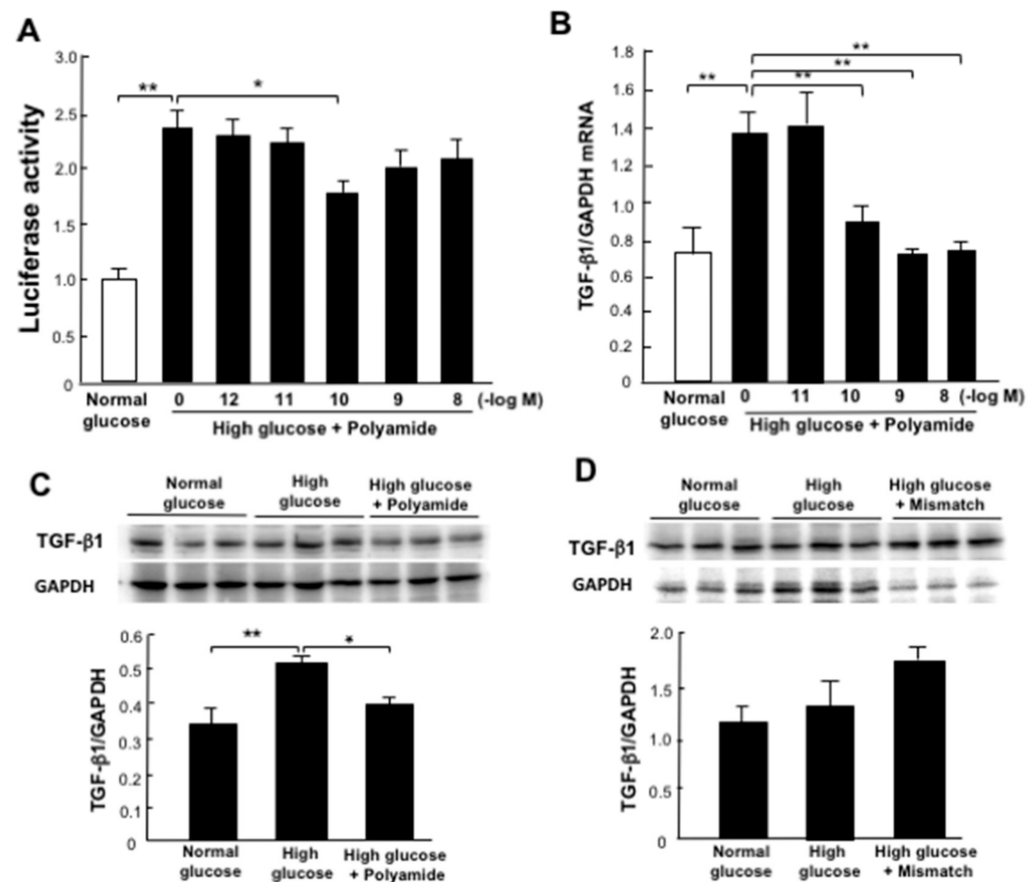 A
3.0
2.5
2.0
1.5
1.0
0.5
0
Luciferase activity
**
*
Normal
glucose
0 12 11 10 9 8 (-log M)
High glucose + Polyamide
B
1.8
1.6
1.4
1.2
1.0
0.8
0.6
0.4
0.2
0
TGF-β1/GAPDH mRNA
**
**
**
**
Normal
glucose
0 11 10 9 8 (-log M)
High glucose + Polyamide
C
Normal
glucose
High
glucose
High glucose
+ Polyamide
TGF-β1
GAPDH
0.6
0.5
0.4
0.3
0.2
0.1
0
TGF-β1/GAPDH
**
*
Normal
glucose
High
glucose
High glucose
+ Polyamide
D
Normal
glucose
High
glucose
High glucose
+ Mismatch
TGF-β1
GAPDH
2.0
1.5
1.0
0.5
0
TGF-β1/GAPDH
Normal
glucose
High
glucose
High glucose
+ Mismatch